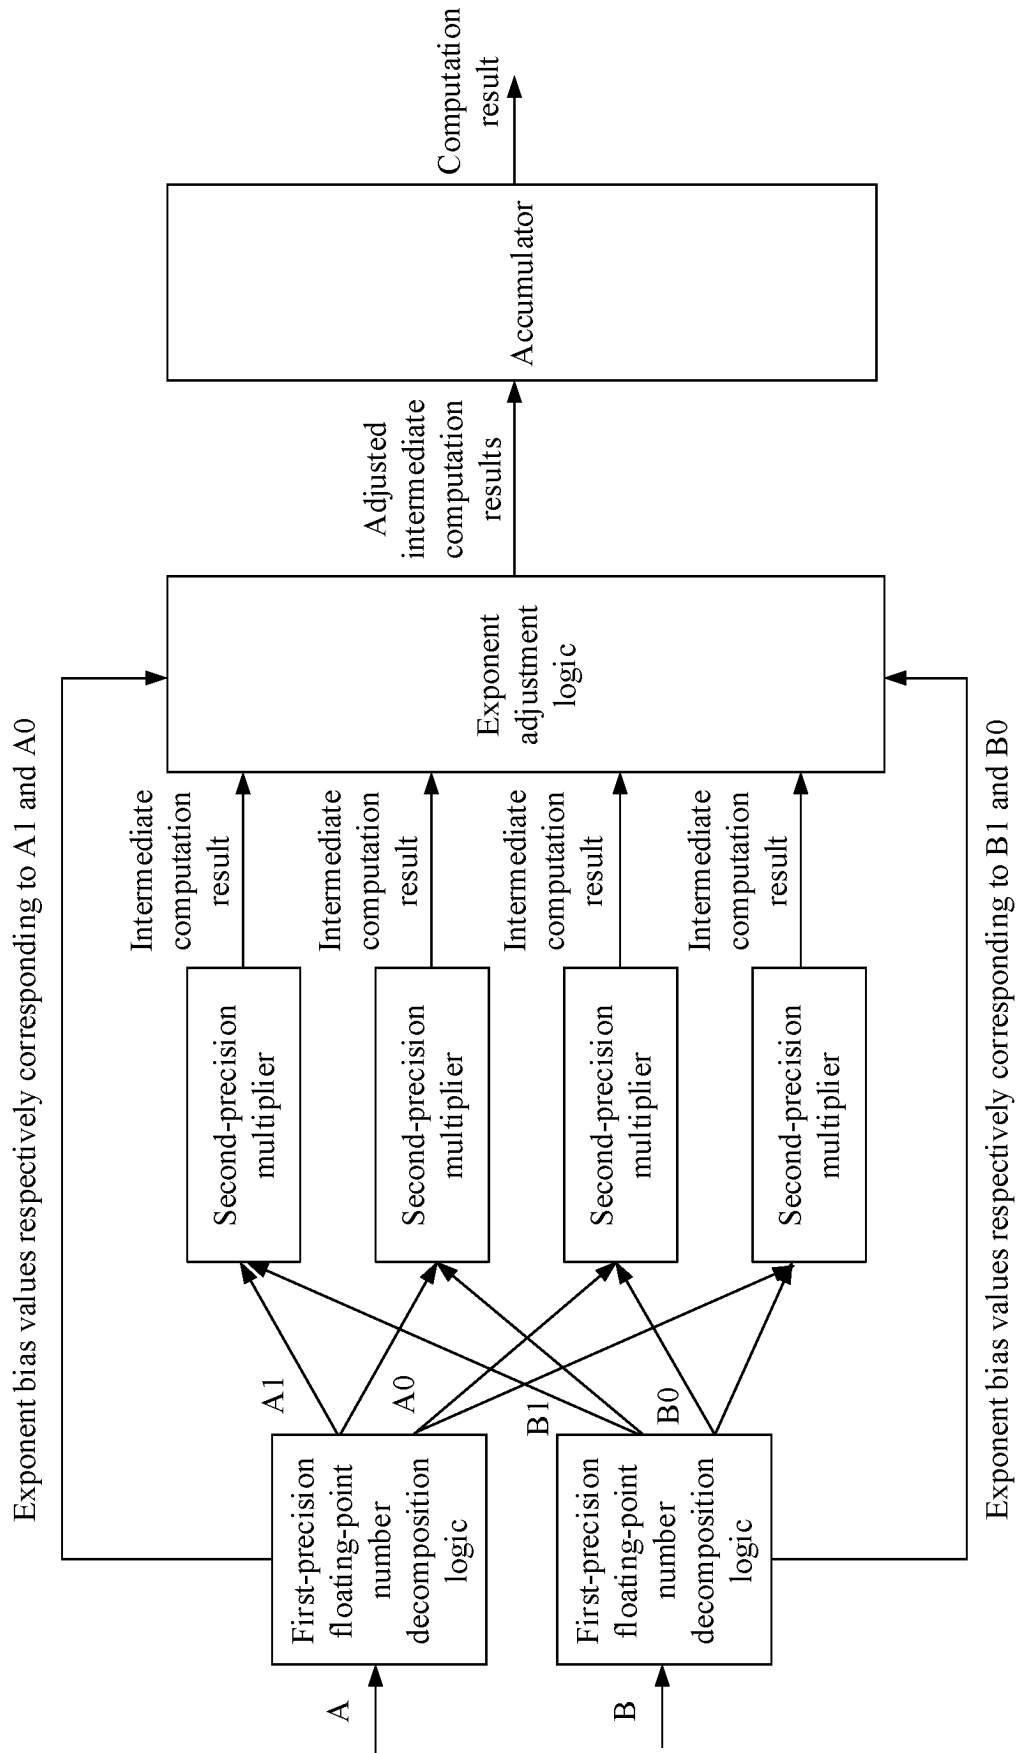 Exponent bias values respectively corresponding to A1 and A0
A
First-precision
floating-point
number
decomposition
logic
B
First-precision
floating-point
number
decomposition
logic
A1
A0
B1
B0
Second-precision
multiplier
Second-precision
multiplier
Second-precision
multiplier
Second-precision
multiplier
Intermediate
computation
result
Intermediate
computation
result
Intermediate
computation
result
Intermediate
computation
result
Exponent
adjustment
logic
Adjusted
intermediate
computation
results
Accumulator
Computation
result
Exponent bias values respectively corresponding to B1 and B0